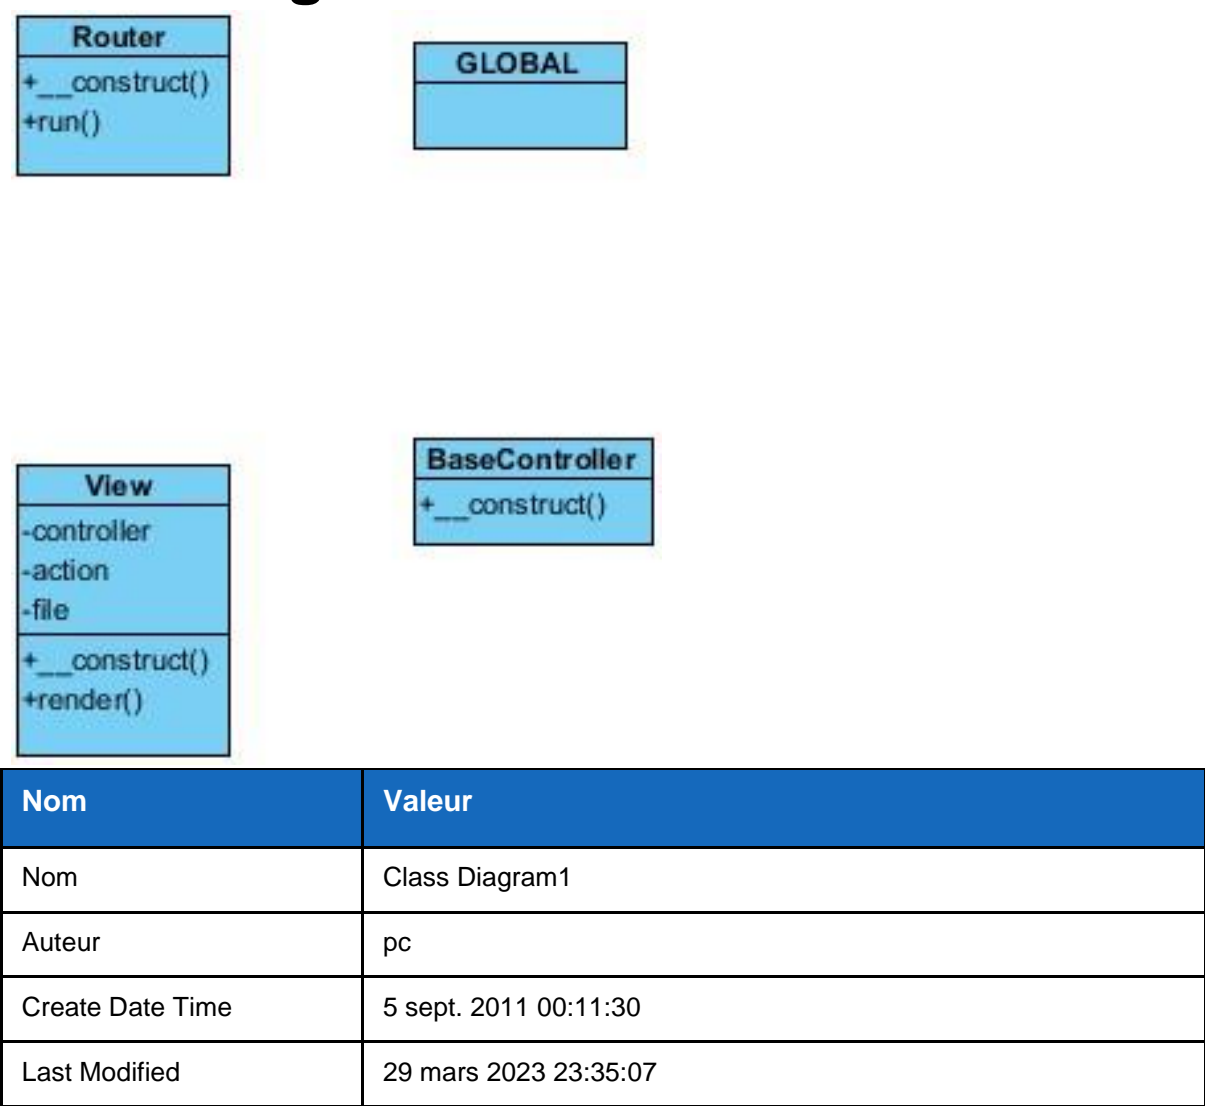 Router
+__construct()
+run()
GLOBAL
View
-controller
-action
-file
+__construct()
+render()
BaseController
+__construct()
Nom Valeur
Nom Class Diagram1
Auteur pc
Create Date Time 5 sept. 2011 00:11:30
Last Modified 29 mars 2023 23:35:07